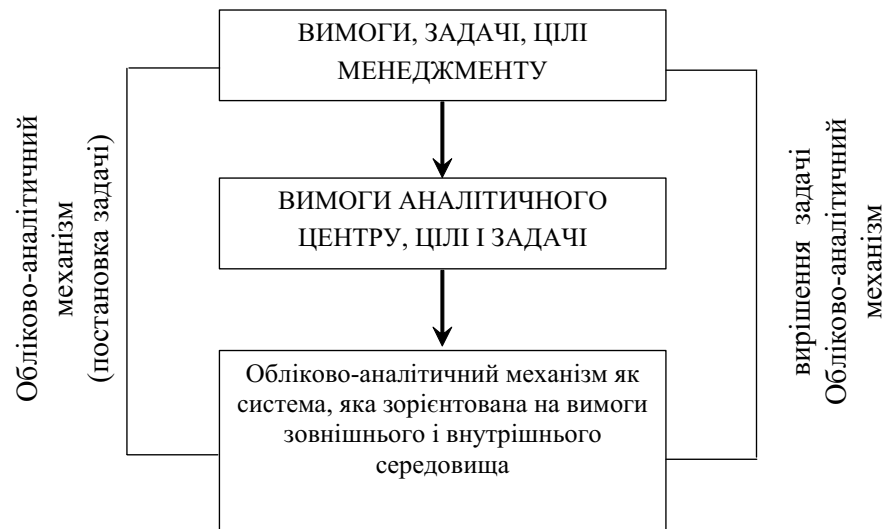 ВИМОГИ, ЗАДАЧІ, ЦІЛІ
МЕНЕДЖМЕНТУ
Обліково-аналітичний
механізм
(постановка задачі)
ВИМОГИ АНАЛІТИЧНОГО
ЦЕНТРУ, ЦІЛІ І ЗАДАЧІ
вирішення задачі
Обліково-аналітичний
механізм
Обліково-аналітичний механізм як
система, яка зорієнтована на вимоги
зовнішнього і внутрішнього
середовища